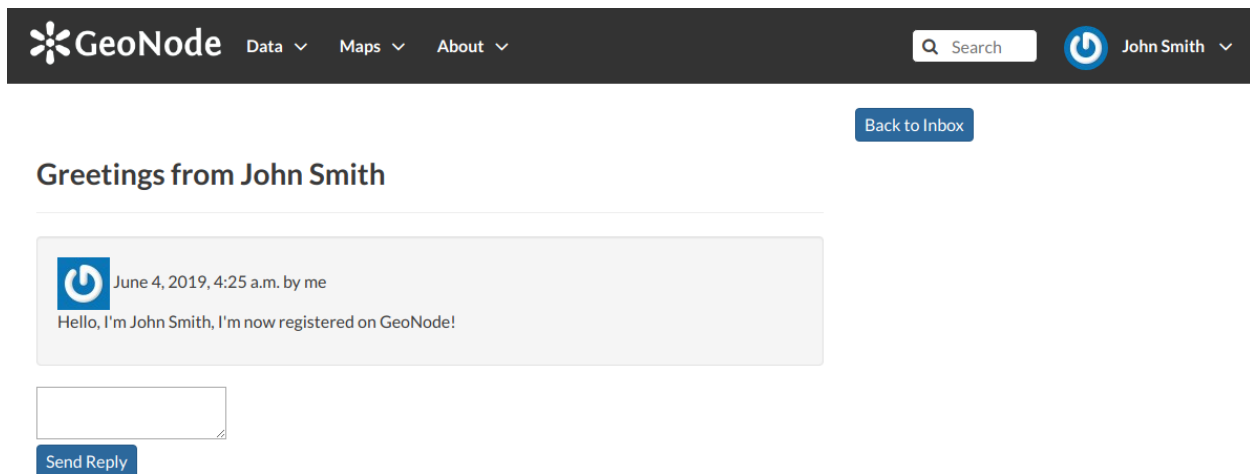 GeoNode Data Maps About Search John Smith
Back to Inbox
Greetings from John Smith
June 4, 2019, 4:25 a.m. by me
Hello, I'm John Smith, I'm now registered on GeoNode!
Send Reply